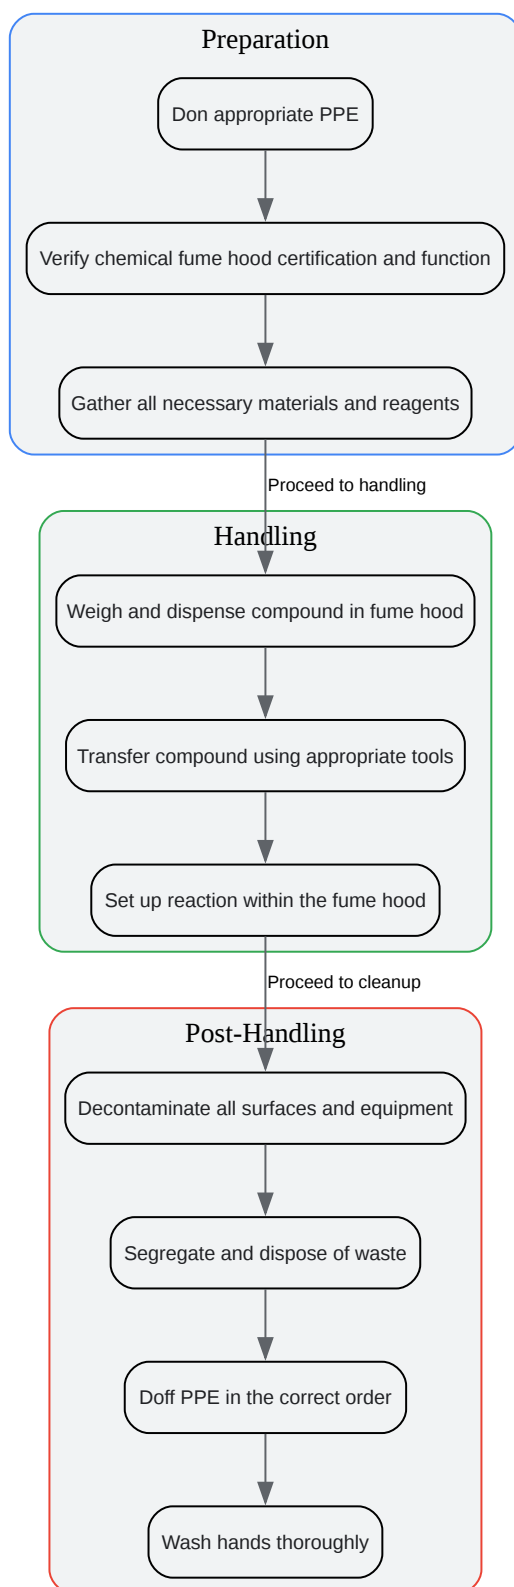 Preparation
Don appropriate PPE
Verify chemical fume hood certification and function
Gather all necessary materials and reagents
Proceed to handling
Handling
Weigh and dispense compound in fume hood
Transfer compound using appropriate tools
Set up reaction within the fume hood
Proceed to cleanup
Post-Handling
Decontaminate all surfaces and equipment
Segregate and dispose of waste
Doff PPE in the correct order
Wash hands thoroughly